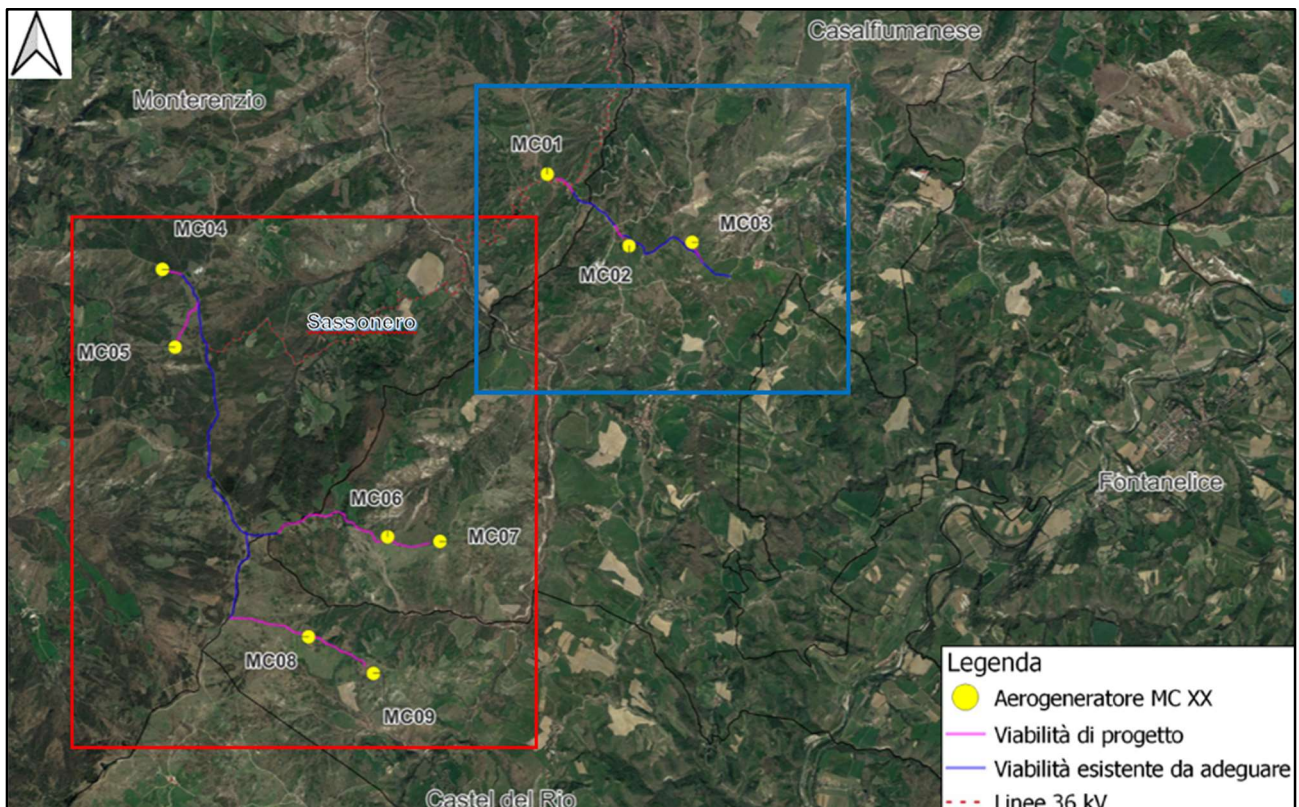 Casalfiumanese
Monterenzio
MC01
MC04
MC03
MC02
Sassonero
MC05
Fontanelice
MC06
MC07
MC08
MC09
Castel del Rio
Legenda
Aerogeneratore MC XX
Viabilità di progetto
Viabilità esistente da adeguare
Linee 36 kV